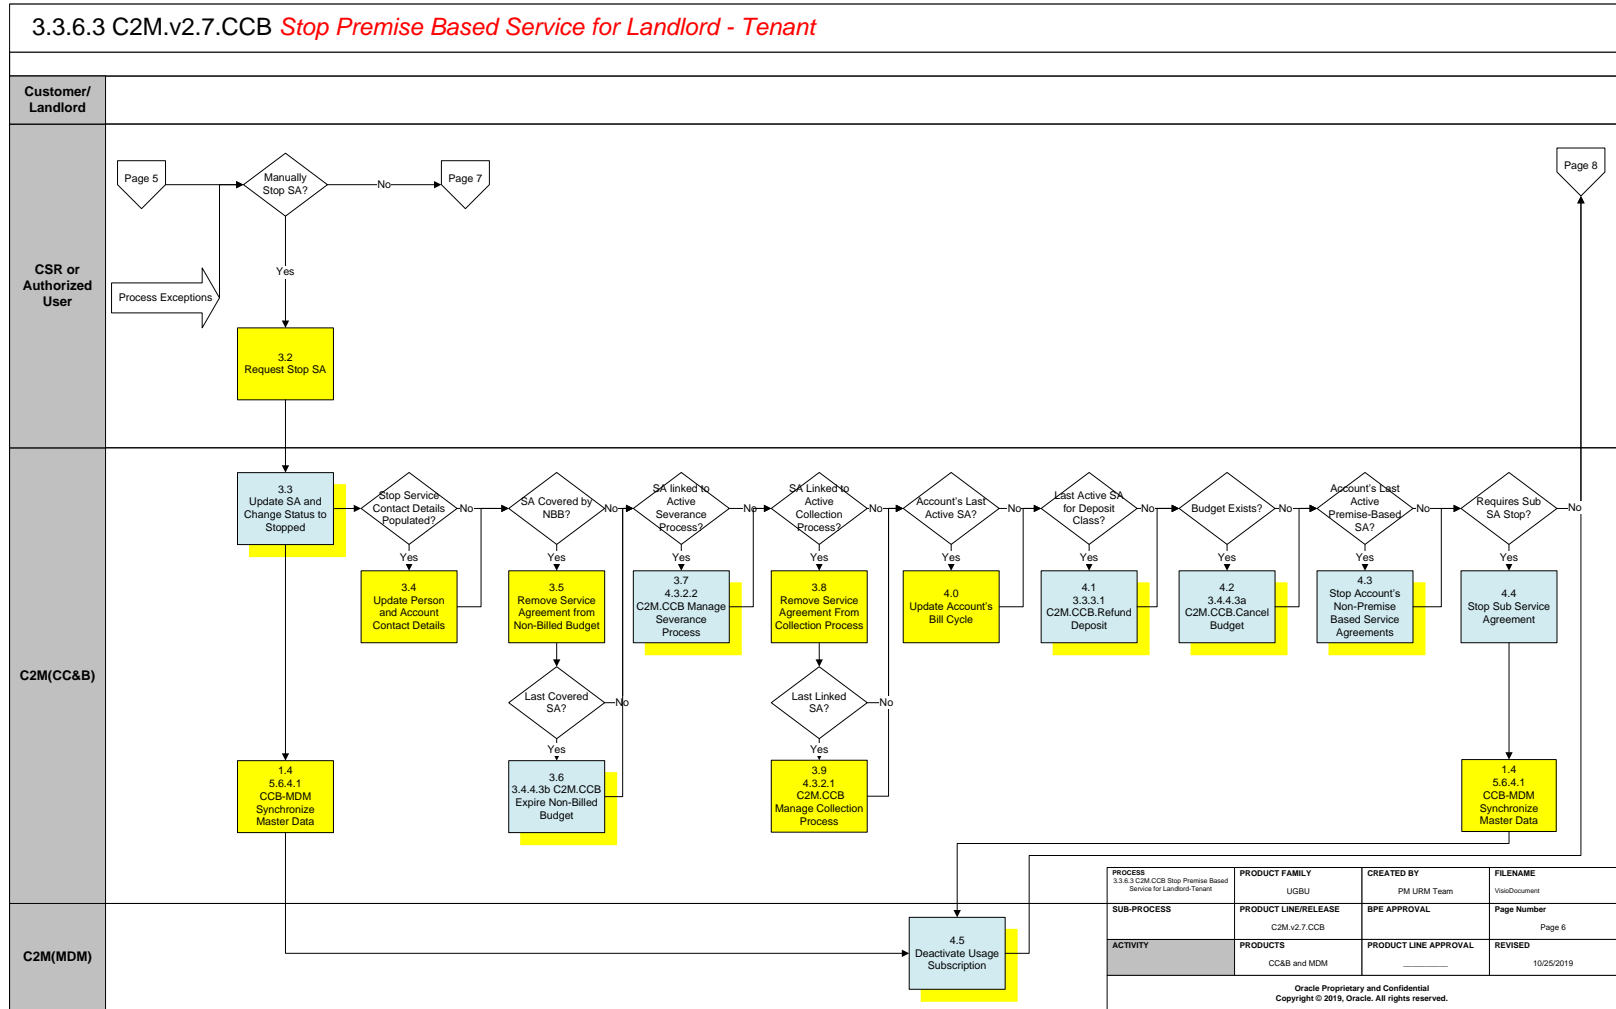 3.3.6.3 C2M.v2.7.CCB Stop Premise Based Service for Landlord - Tenant
Customer/
Landlord
CSR or
Authorized
User
Page 5
Manually
Stop SA?
No
Page 7
Page 8
Yes
Process Exceptions
3.2
Request Stop SA
C2M(CC&B)
3.3
Update SA and
Change Status to
Stopped
Stop Service
Contact Details
Populated?
No
SA Covered by
NBB?
No
SA linked to
Active
Severance
Process?
No
SA Linked to
Active
Collection
Process?
No
Account's Last
Active SA?
No
Last Active SA
for Deposit
Class?
No
Budget Exists?
No
Account's Last
Active
Premise-Based
SA?
No
Requires Sub
SA Stop?
No
Yes
Yes
Yes
Yes
Yes
Yes
Yes
Yes
Yes
3.4
Update Person
and Account
Contact Details
3.5
Remove Service
Agreement from
Non-Billed Budget
3.7
4.3.2.2
C2M.CCB Manage
Severance
Process
3.8
Remove Service
Agreement From
Collection Process
4.0
Update Account's
Bill Cycle
4.1
3.3.3.1
C2M.CCB.Refund
Deposit
4.2
3.4.4.3a
C2M.CCB.Cancel
Budget
4.3
Stop Account's
Non-Premise
Based Service
Agreements
4.4
Stop Sub Service
Agreement
Last Covered
SA?
No
Last Linked
SA?
No
Yes
Yes
1.4
5.6.4.1
CCB-MDM
Synchronize
Master Data
3.6
3.4.4.3b C2M.CCB
Expire Non-Billed
Budget
3.9
4.3.2.1
C2M.CCB
Manage Collection
Process
1.4
5.6.4.1
CCB-MDM
Synchronize
Master Data
C2M(MDM)
4.5
Deactivate Usage
Subscription
PROCESS
3.3.6.3 C2M.CCB Stop Premise Based
Service for Landlord-Tenant
PRODUCT FAMILY
UGBU
CREATED BY
PM URM Team
FILENAME
VisioDocument
SUB-PROCESS
PRODUCT LINE/RELEASE
C2M.v2.7.CCB
BPE APPROVAL
Page Number
Page 6
ACTIVITY
PRODUCTS
CC&B and MDM
PRODUCT LINE APPROVAL
__________
REVISED
10/25/2019
Oracle Proprietary and Confidential
Copyright © 2019, Oracle. All rights reserved.